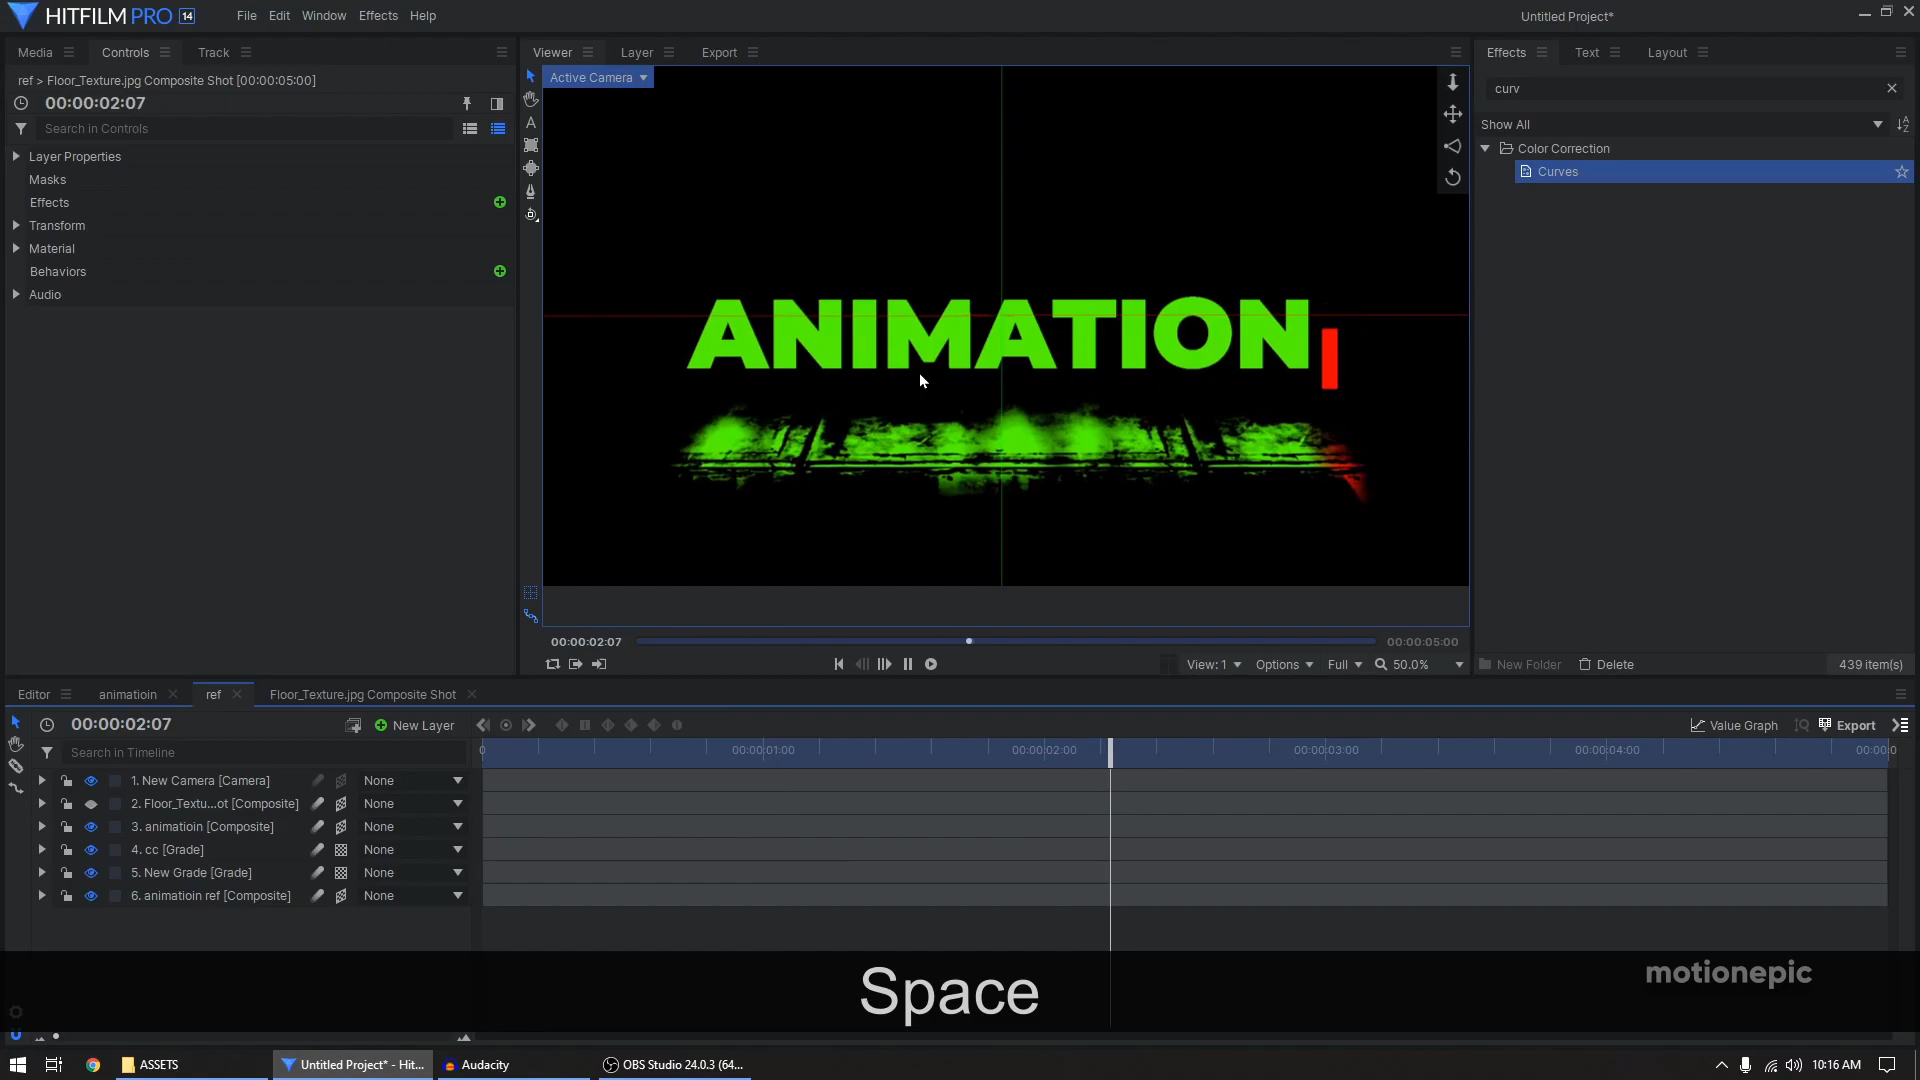 HITFILM PRO 14
File Edit Window Effects Help
Untitled Project*
Media Controls Track
Viewer Layer Export
Effects Text Layout
ref > Floor_Texture.jpg Composite Shot [00:00:05:00]
00:00:02:07
Search in Controls
Layer Properties
Masks
Effects
Transform
Material
Behaviors
Audio
Active Camera
A
ANIMATION
curv
Show All
Color Correction
Curves
00:00:02:07
00:00:05:00
View: 1 Options Full 50.0%
New Folder Delete 439 item(s)
Editor animatioin ref Floor_Texture.jpg Composite Shot
00:00:02:07 New Layer
Value Graph Export
Search in Timeline
0 00:00:01:00 00:00:02:00 00:00:03:00 00:00:04:00 00:00:0
1. New Camera [Camera] None
2. Floor_Textu...ot [Composite] None
3. animatioin [Composite] None
4. cc [Grade] None
5. New Grade [Grade] None
6. animatioin ref [Composite] None
Space
motionepic
ASSETS
Untitled Project* - Hit...
Audacity
OBS Studio 24.0.3 (64...
10:16 AM